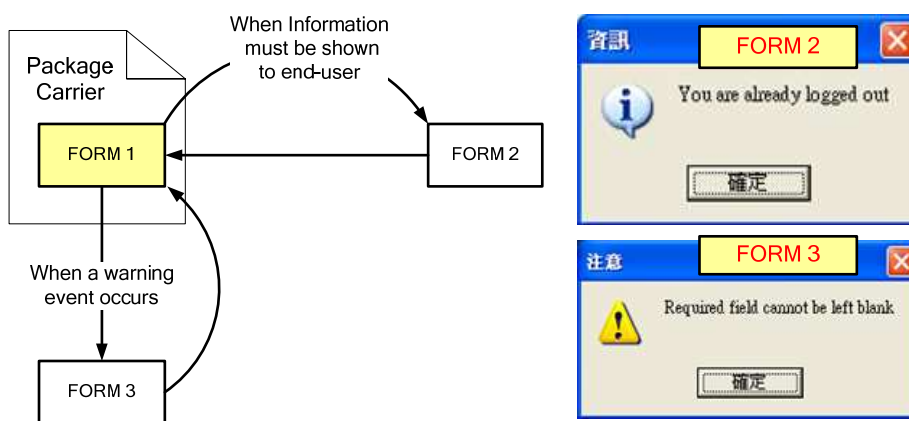 When Information
must be shown
to end-user
Package
Carrier
FORM 1
FORM 2
When a warning
event occurs
FORM 3
資訊
FORM 2
You are already logged out
確定
注意
FORM 3
Required field cannot be left blank
確定